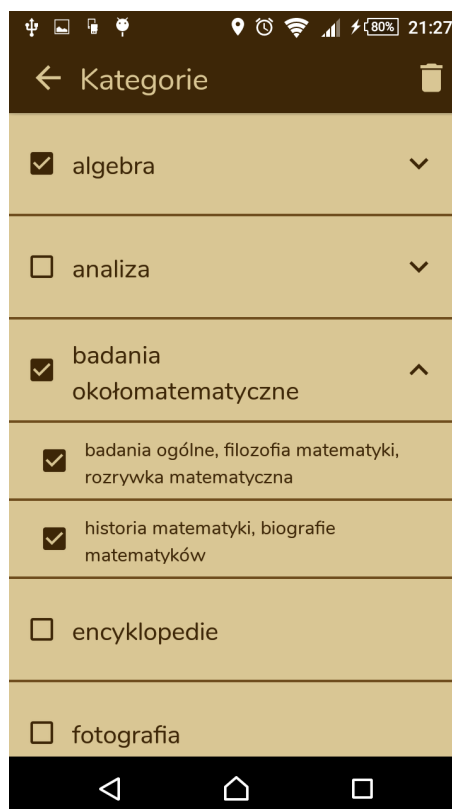 80% 21:27
Kategorie
algebra
analiza
badania
okołomatematyczne
badania ogólne, filozofia matematyki,
rozrywka matematyczna
historia matematyki, biografie
matematyków
encyklopedie
fotografia